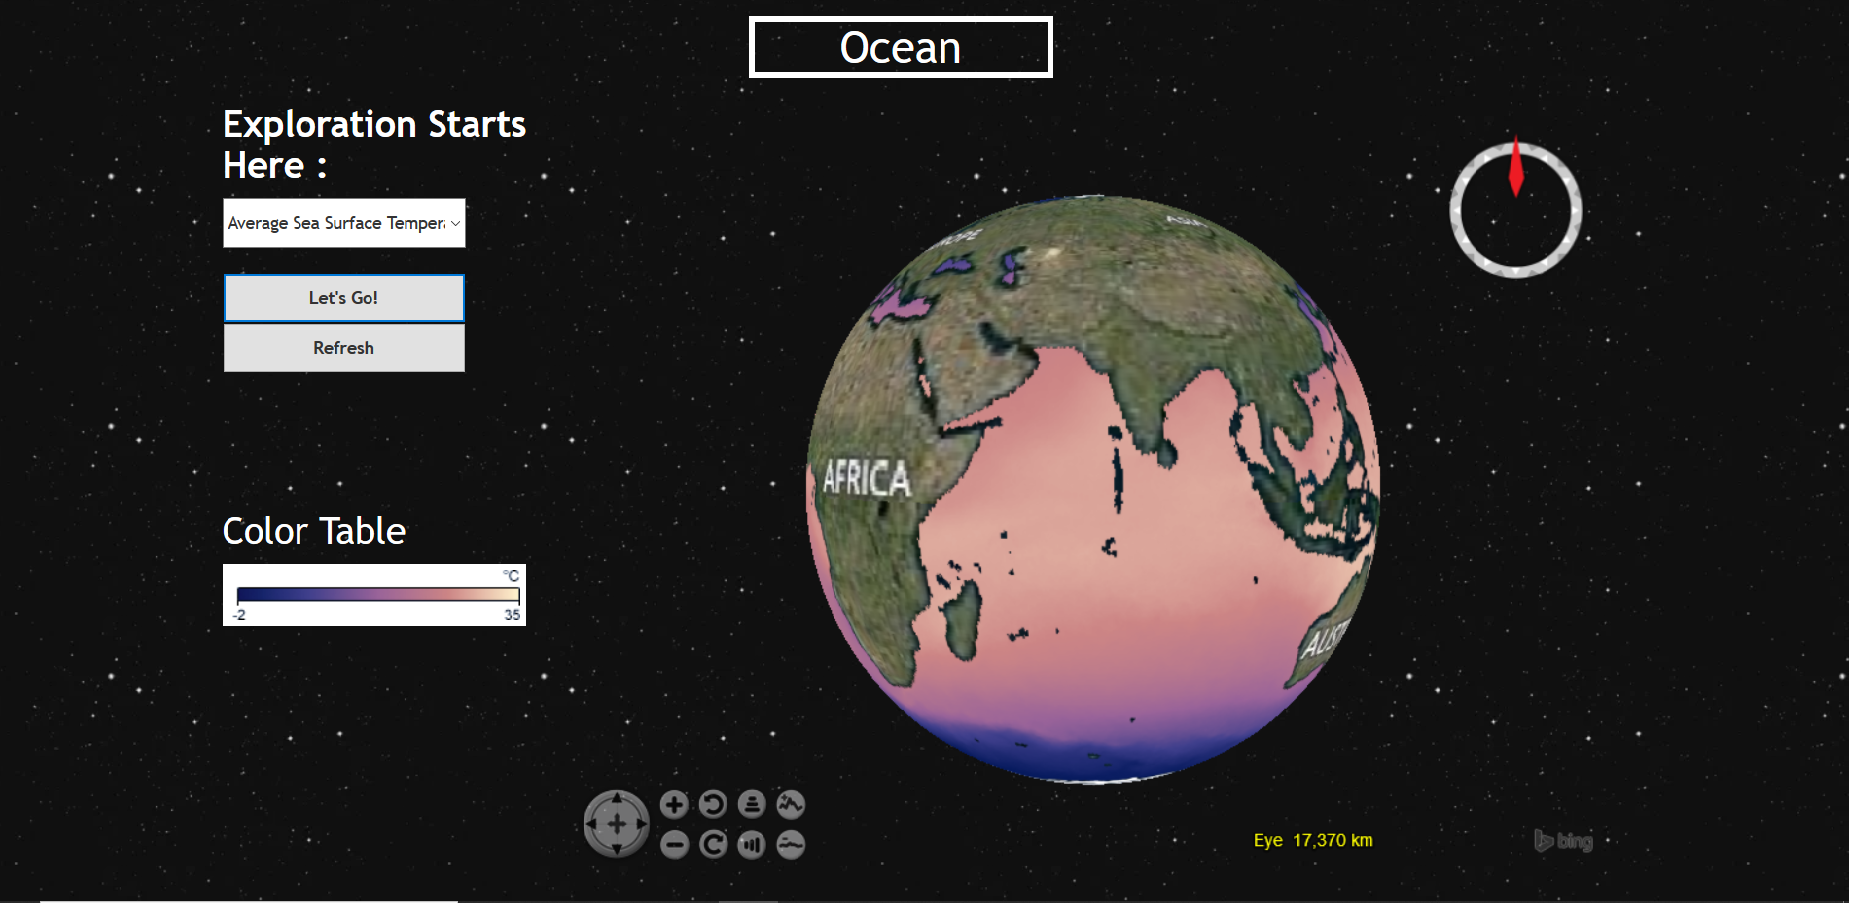 Ocean
Exploration Starts
Here :
Average Sea Surface Temper
Let's Go!
Refresh
Color Table
°C
-2 35
ASIA
AFRICA
AUST
Eye 17,370 km
bing